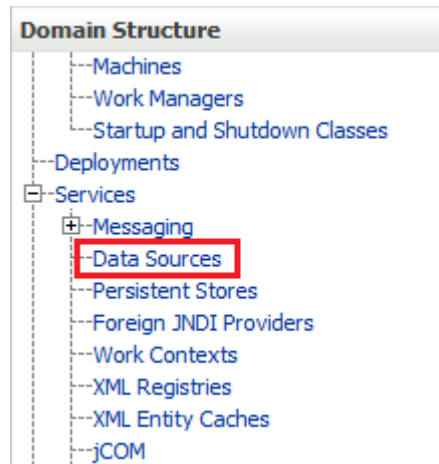 Domain Structure
Machines
Work Managers
Startup and Shutdown Classes
Deployments
Services
Messaging
Data Sources
Persistent Stores
Foreign JNDI Providers
Work Contexts
XML Registries
XML Entity Caches
jCOM